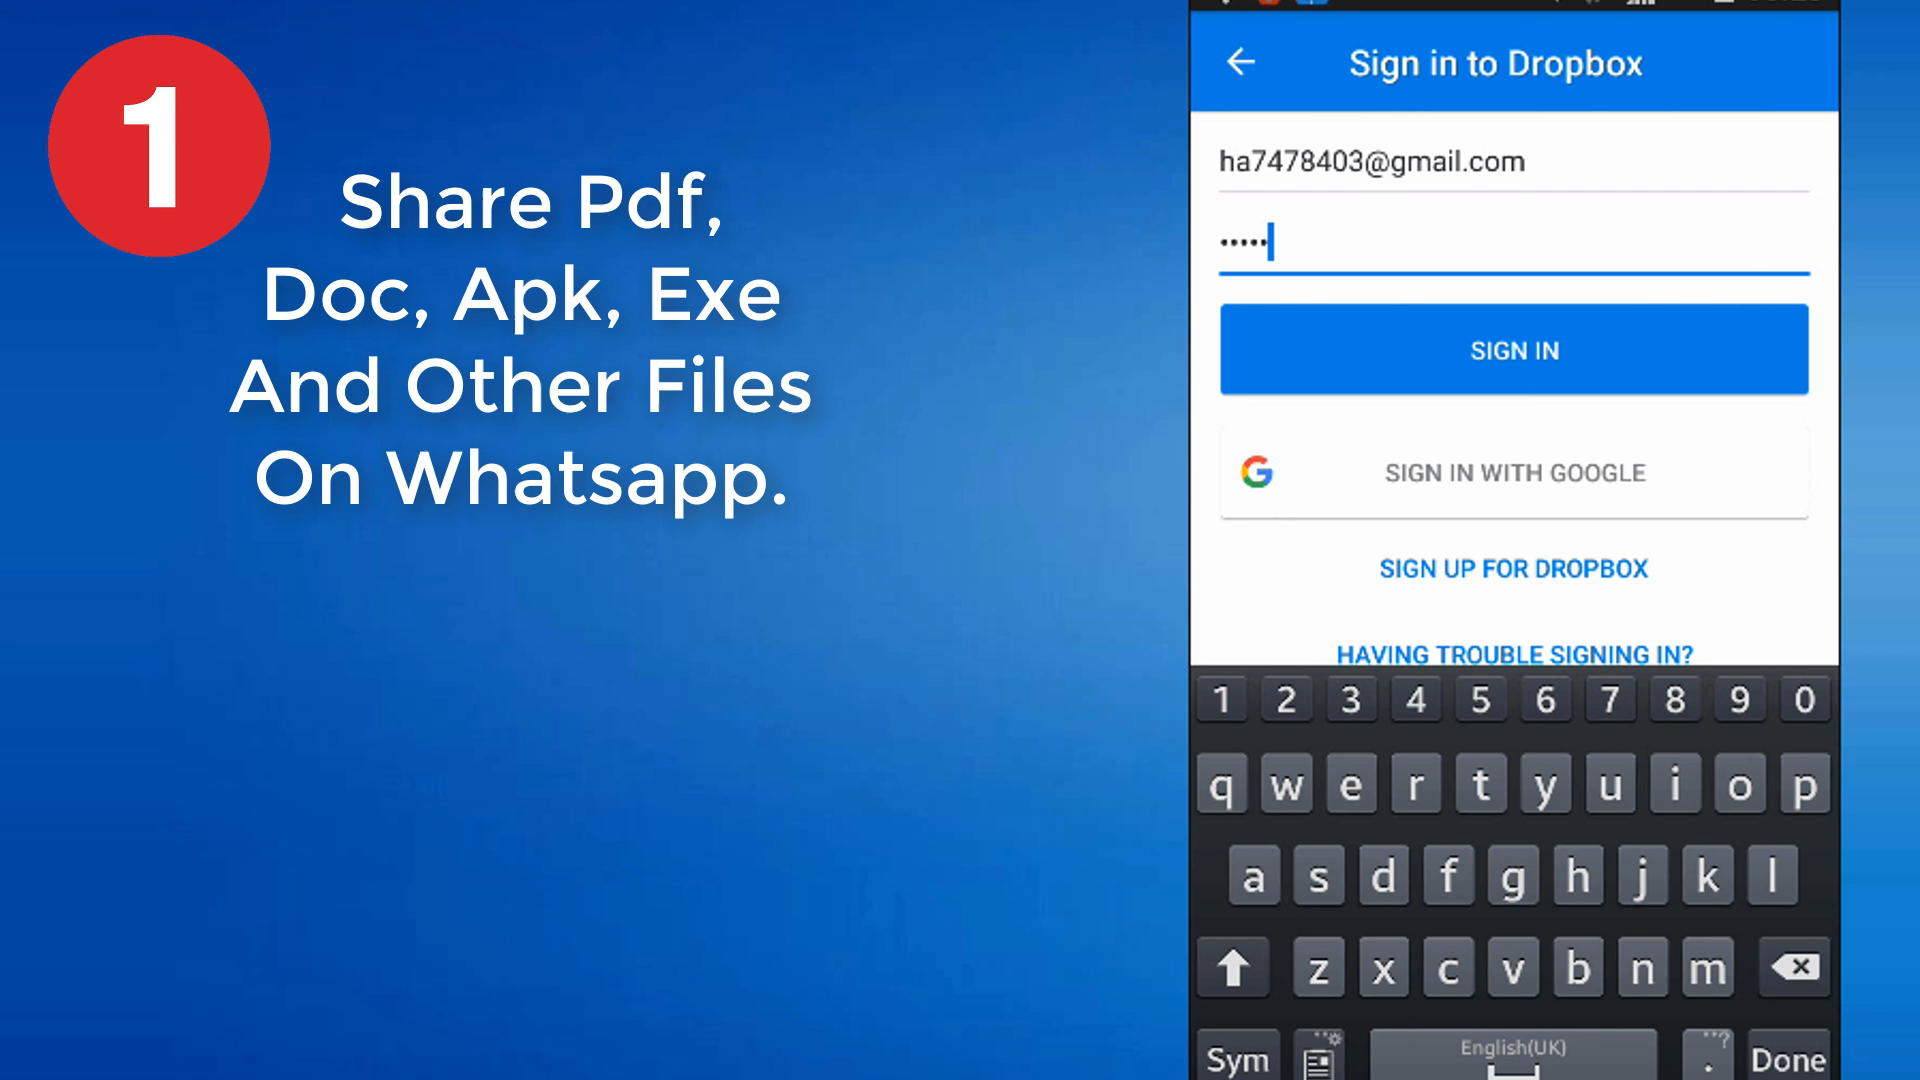 1
Share Pdf,
Doc, Apk, Exe
And Other Files
On Whatsapp.
Sign in to Dropbox
ha7478403@gmail.com
•••••
SIGN IN
G SIGN IN WITH GOOGLE
SIGN UP FOR DROPBOX
HAVING TROUBLE SIGNING IN?
1 2 3 4 5 6 7 8 9 0
q w e r t y u i o p
a s d f g h j k l
z x c v b n m
Sym English(UK) . ? Done